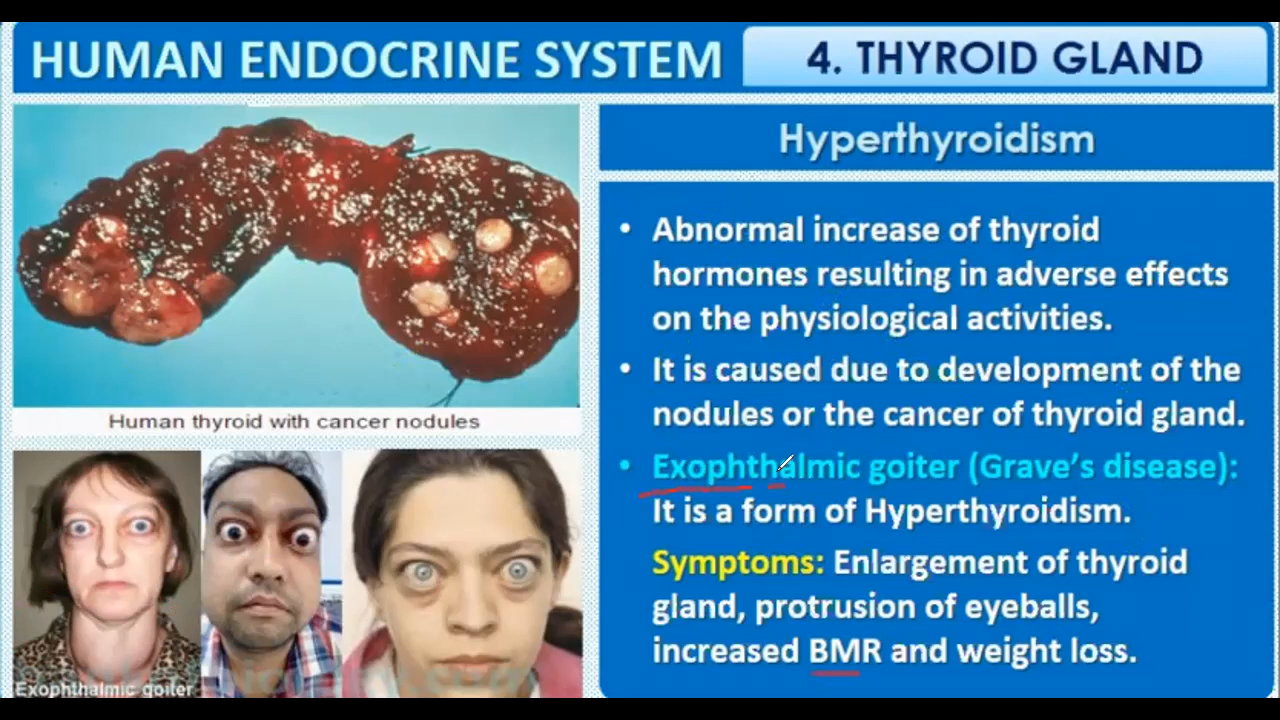 HUMAN ENDOCRINE SYSTEM
4. THYROID GLAND
Human thyroid with cancer nodules
Exophthalmic goiter
Hyperthyroidism
• Abnormal increase of thyroid
hormones resulting in adverse effects
on the physiological activities.
• It is caused due to development of the
nodules or the cancer of thyroid gland.
• Exophthalmic goiter (Grave's disease):
It is a form of Hyperthyroidism.
Symptoms: Enlargement of thyroid
gland, protrusion of eyeballs,
increased BMR and weight loss.